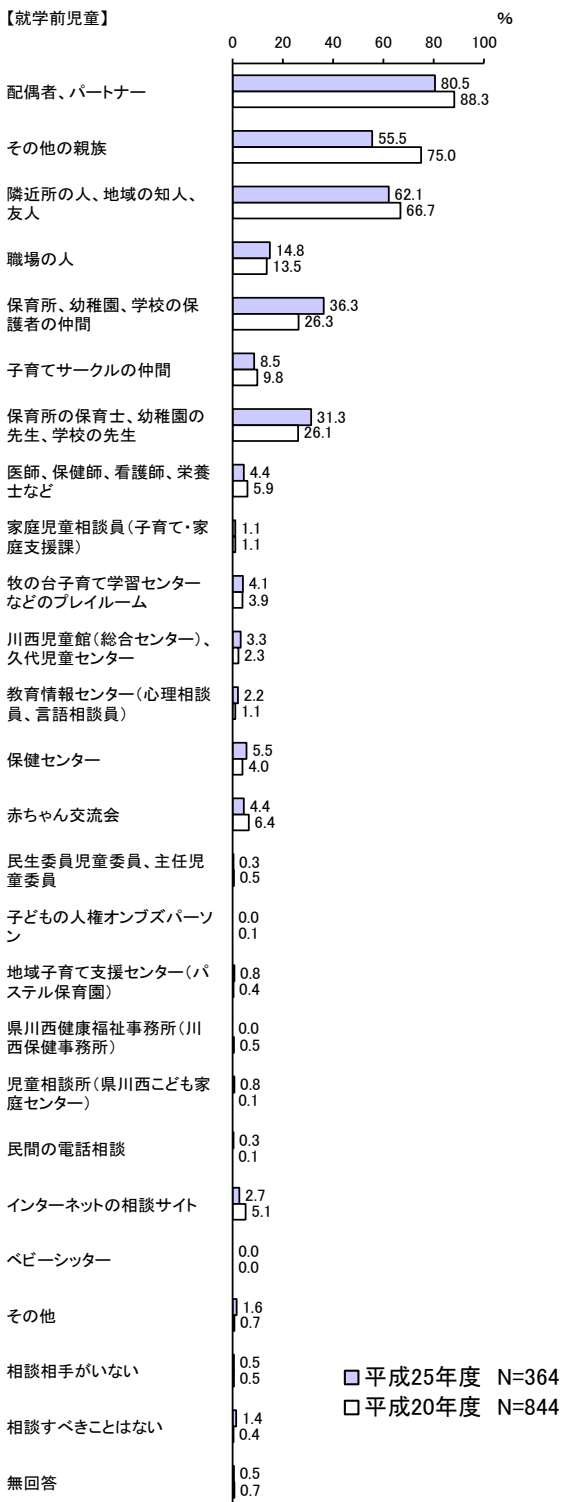 【就学前児童】
%
0 20 40 60 80 100
配偶者、パートナー
80.5
88.3
その他の親族
55.5
75.0
隣近所の人、地域の知人、
友人
62.1
66.7
職場の人
14.8
13.5
保育所、幼稚園、学校の保
護者の仲間
36.3
26.3
子育てサークルの仲間
8.5
9.8
保育所の保育士、幼稚園の
先生、学校の先生
31.3
26.1
医師、保健師、看護師、栄養
士など
4.4
5.9
家庭児童相談員（子育て・家
庭支援課）
1.1
1.1
牧の台子育て学習センター
などのプレイルーム
4.1
3.9
川西児童館（総合センター）、
久代児童センター
3.3
2.3
教育情報センター（心理相談
員、言語相談員）
2.2
1.1
保健センター
5.5
4.0
赤ちゃん交流会
4.4
6.4
民生委員児童委員、主任児
童委員
0.3
0.5
子どもの人権オンブズパーソ
ン
0.0
0.1
地域子育て支援センター（パ
ステル保育園）
0.8
0.4
県川西健康福祉事務所（川
西保健事務所）
0.0
0.5
児童相談所（県川西こども家
庭センター）
0.8
0.1
民間の電話相談
0.3
0.1
インターネットの相談サイト
2.7
5.1
ベビーシッター
0.0
0.0
その他
1.6
0.7
相談相手がいない
0.5
0.5
相談すべきことはない
1.4
0.4
無回答
0.5
0.7
平成25年度 N=364
平成20年度 N=844